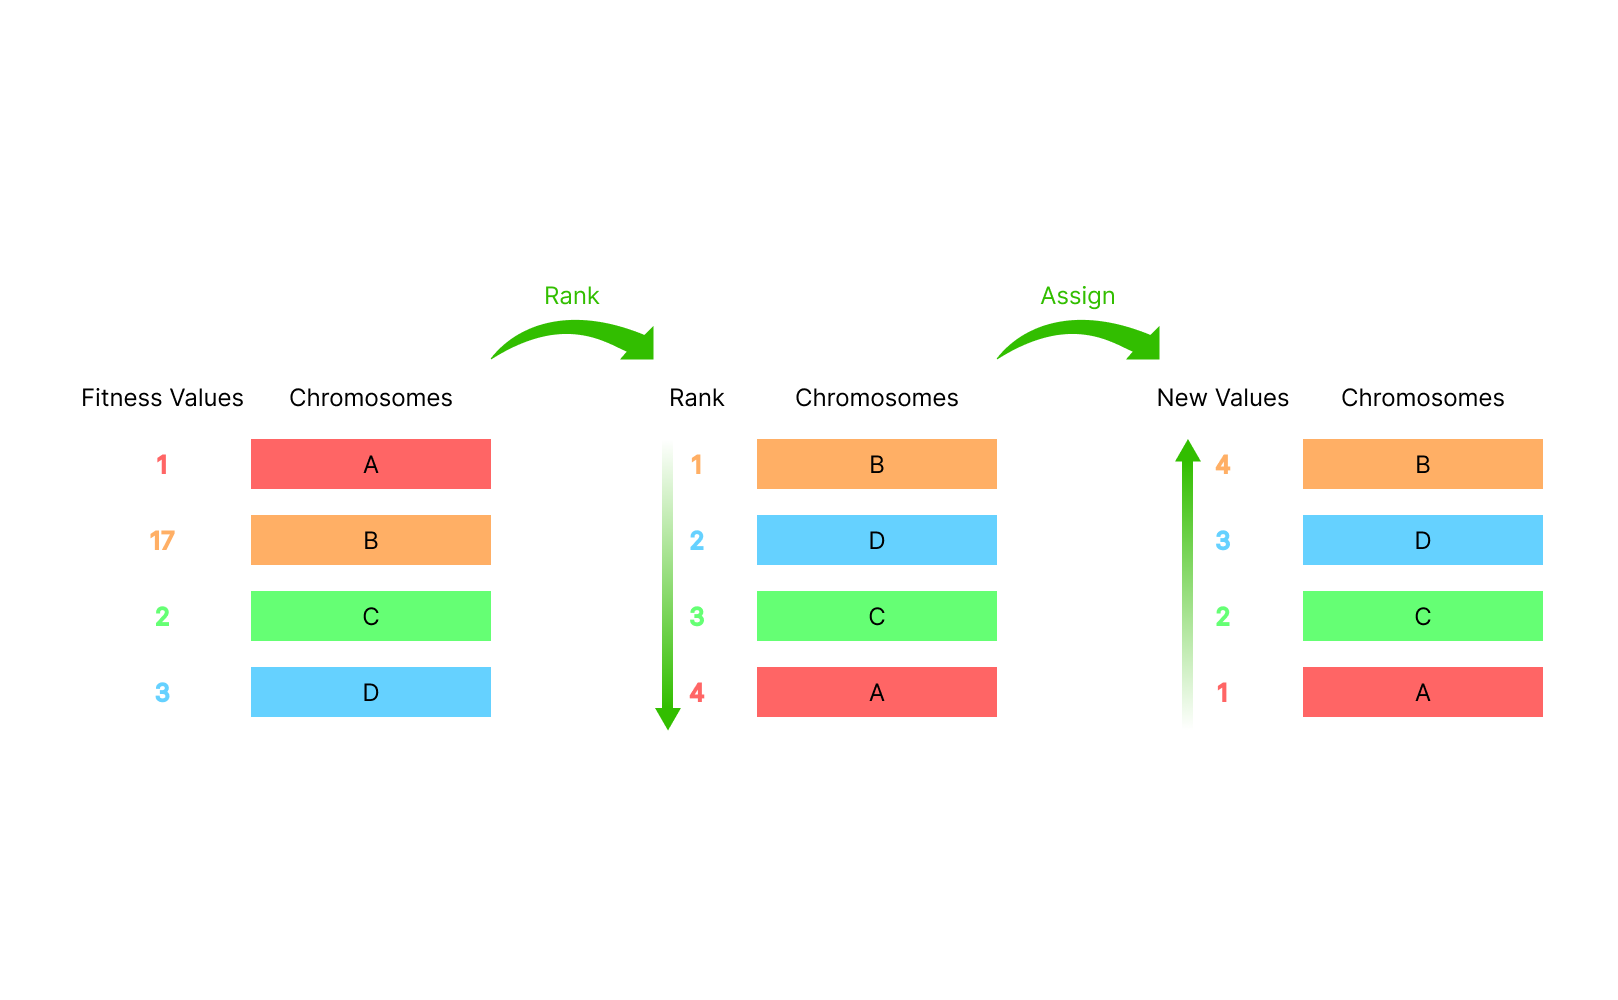 Rank
Assign
Fitness Values Chromosomes Rank Chromosomes New Values Chromosomes
1 A 1 B 4 B
17 B 2 D 3 D
2 C 3 C 2 C
3 D 4 A 1 A